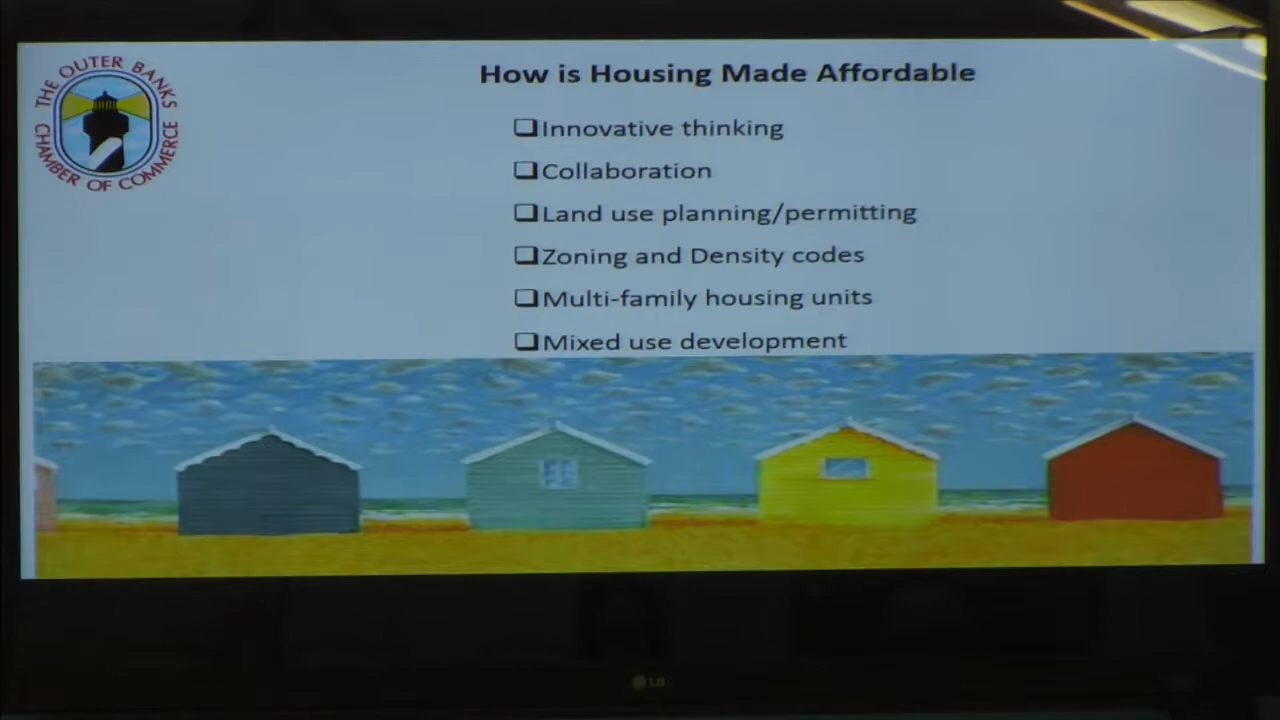 THE OUTER BANKS
CHAMBER OF COMMERCE
How is Housing Made Affordable
Innovative thinking
Collaboration
Land use planning/permitting
Zoning and Density codes
Multi-family housing units
Mixed use development
LG